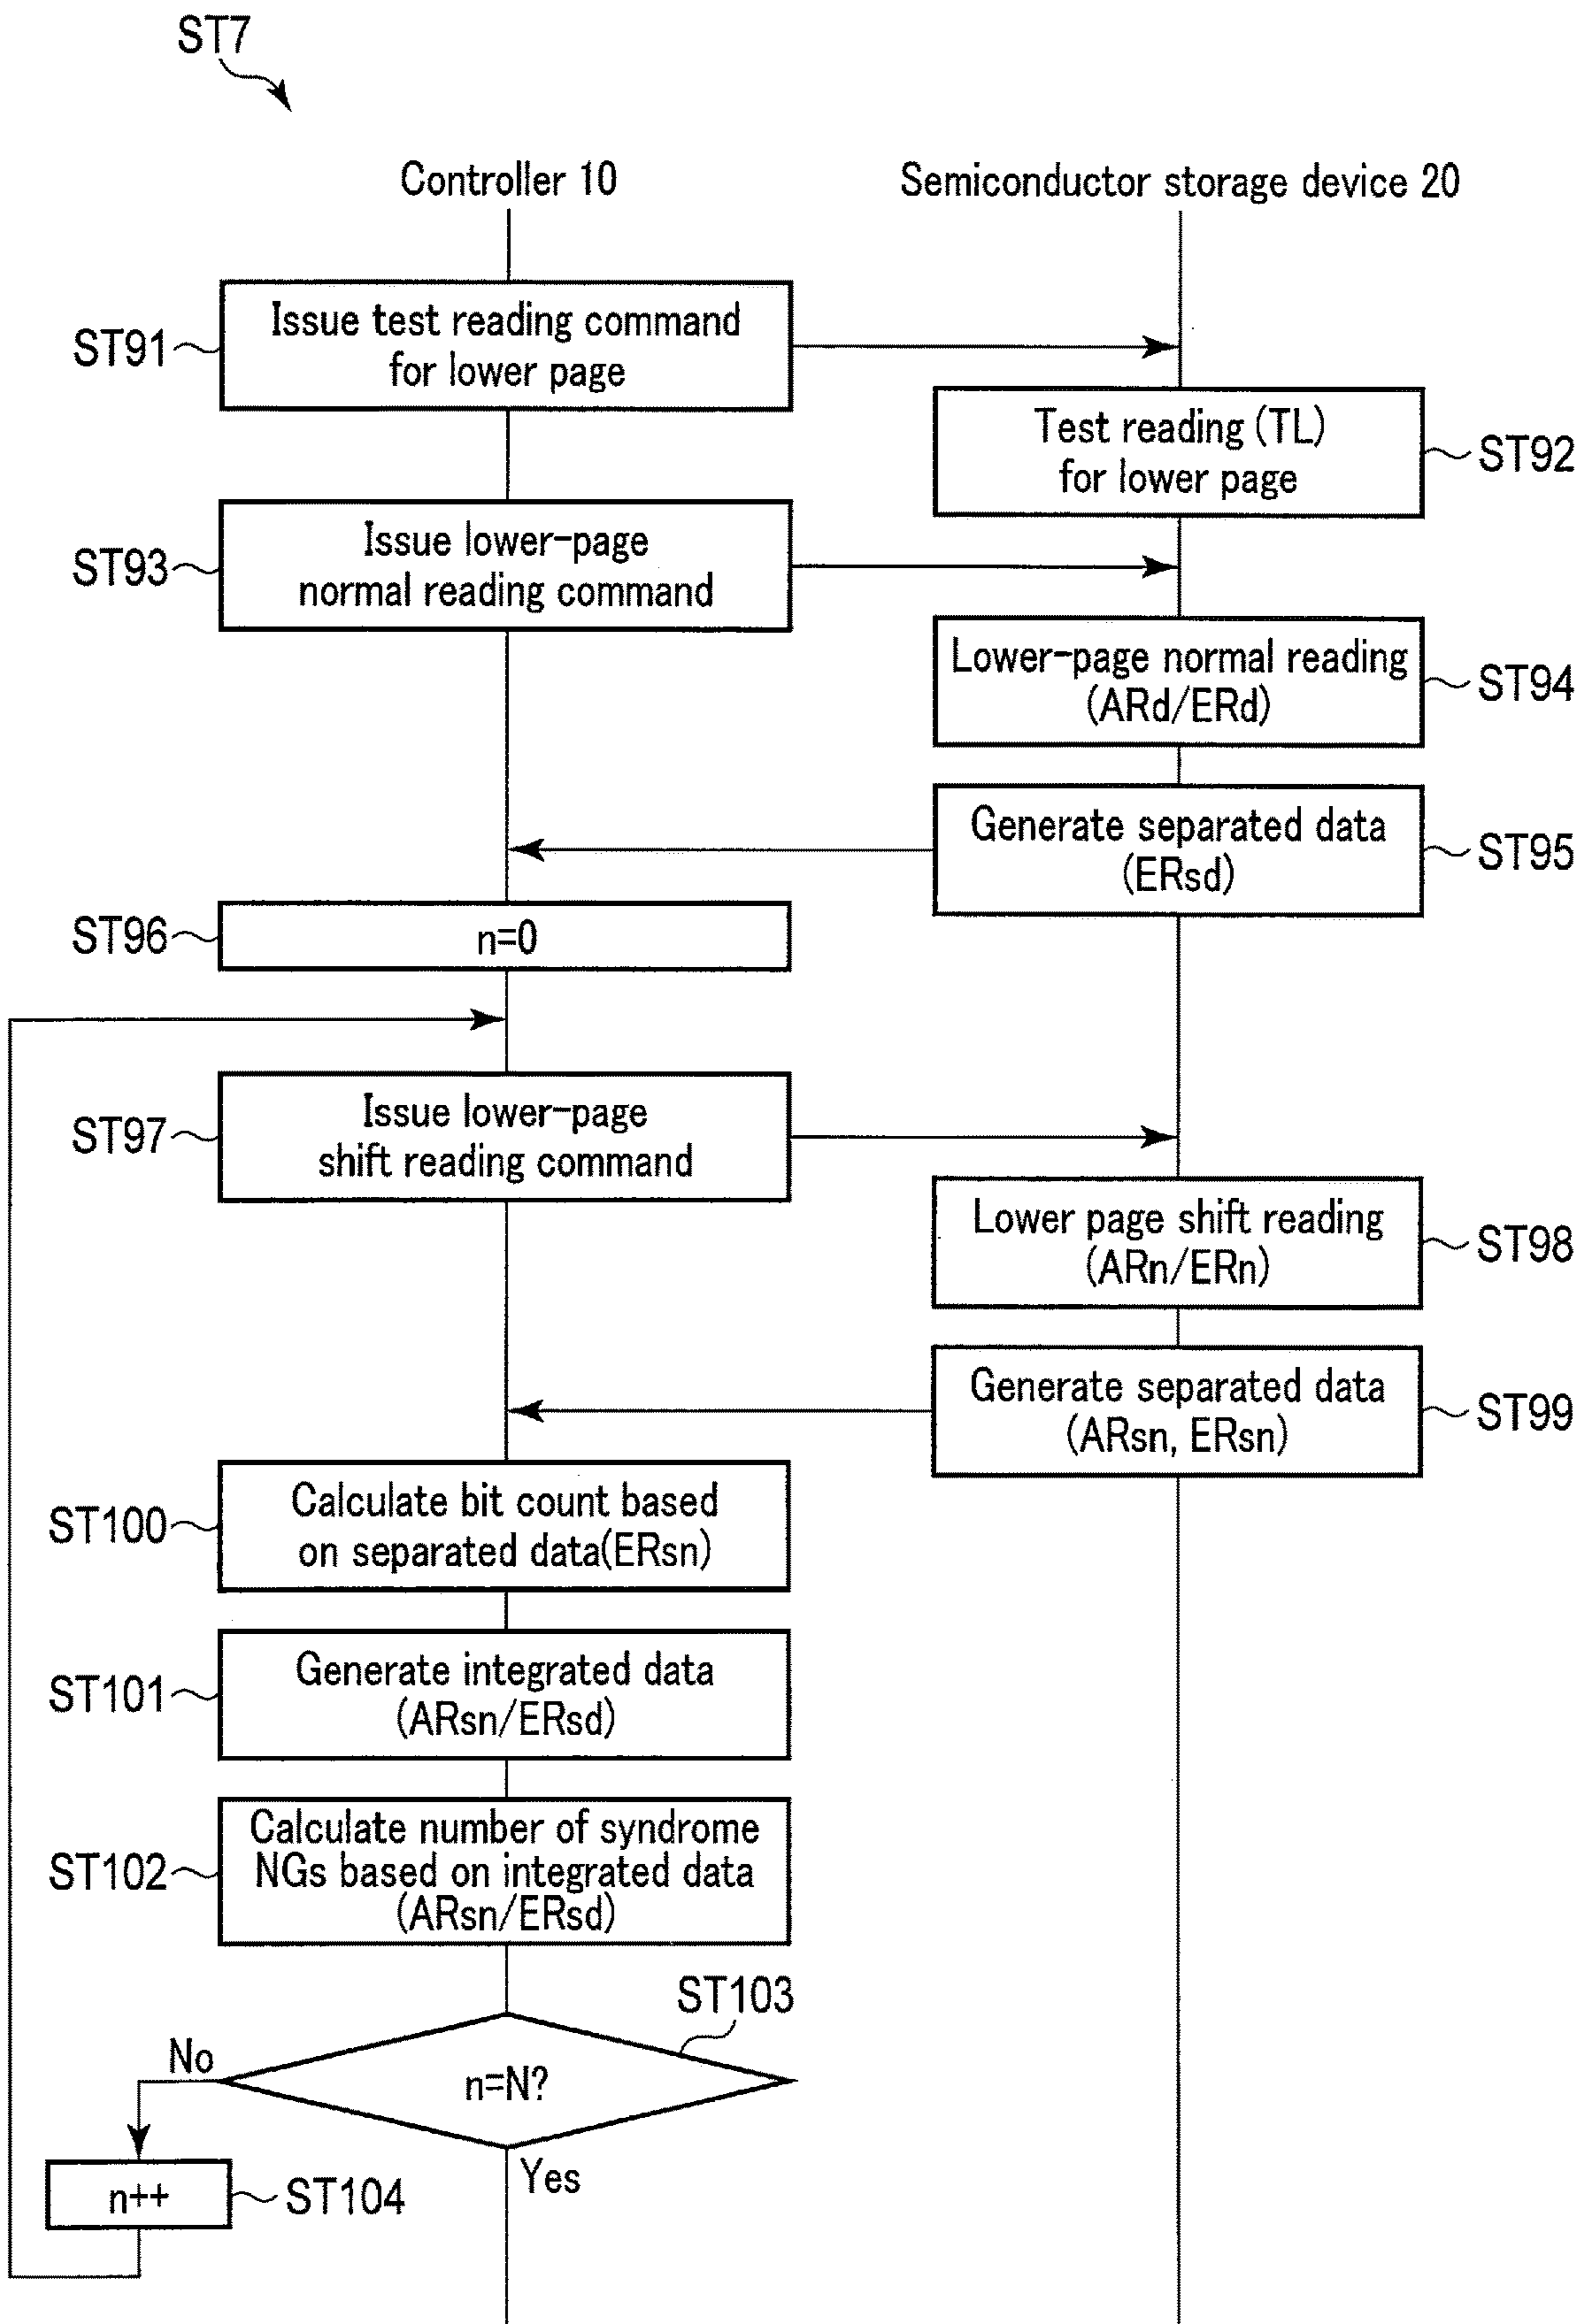 ST7
Controller 10
Semiconductor storage device 20
ST91
Issue test reading command
for lower page
Test reading (TL)
for lower page
ST92
ST93
Issue lower-page
normal reading command
Lower-page normal reading
(ARd/ERd)
ST94
Generate separated data
(ERsd)
ST95
ST96
n=0
ST97
Issue lower-page
shift reading command
Lower page shift reading
(ARn/ERn)
ST98
Generate separated data
(ARsn, ERsn)
ST99
ST100
Calculate bit count based
on separated data(ERsn)
ST101
Generate integrated data
(ARsn/ERsd)
ST102
Calculate number of syndrome
NGs based on integrated data
(ARsn/ERsd)
ST103
No
n=N?
Yes
n++
ST104